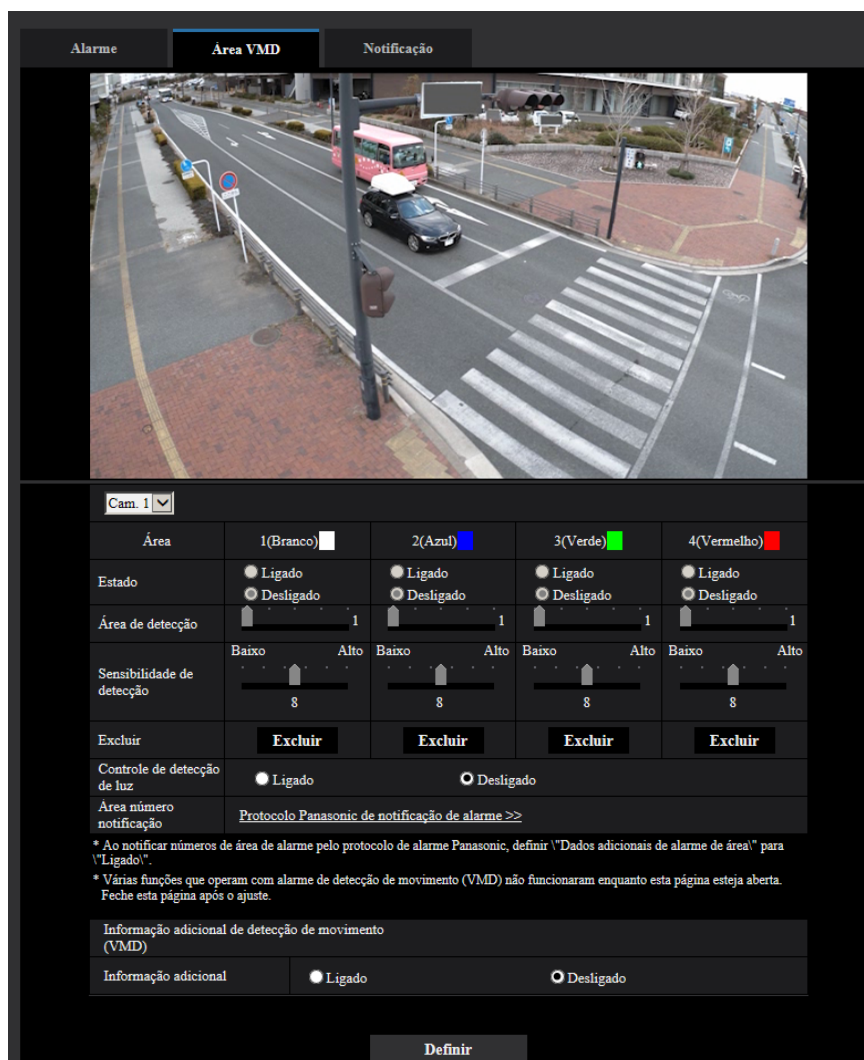 Alarme Área VMD Notificação
Cam. 1
Área 1(Branco) 2(Azul) 3(Verde) 4(Vermelho)
Estado Ligado Ligado Ligado Ligado
Desligado Desligado Desligado Desligado
Área de detecção 1 1 1 1
Baixo Alto Baixo Alto Baixo Alto Baixo Alto
Sensibilidade de
detecção
8 8 8 8
Excluir Excluir Excluir Excluir Excluir
Controle de detecção
de luz Ligado Desligado
Área número
notificação Protocolo Panasonic de notificação de alarme >>
* Ao notificar números de área de alarme pelo protocolo de alarme Panasonic, definir \"Dados adicionais de alarme de área\" para
\"Ligado\".
* Várias funções que operam com alarme de detecção de movimento (VMD) não funcionaram enquanto esta página esteja aberta.
Feche esta página após o ajuste.
Informação adicional de detecção de movimento
(VMD)
Informação adicional Ligado Desligado
Definir